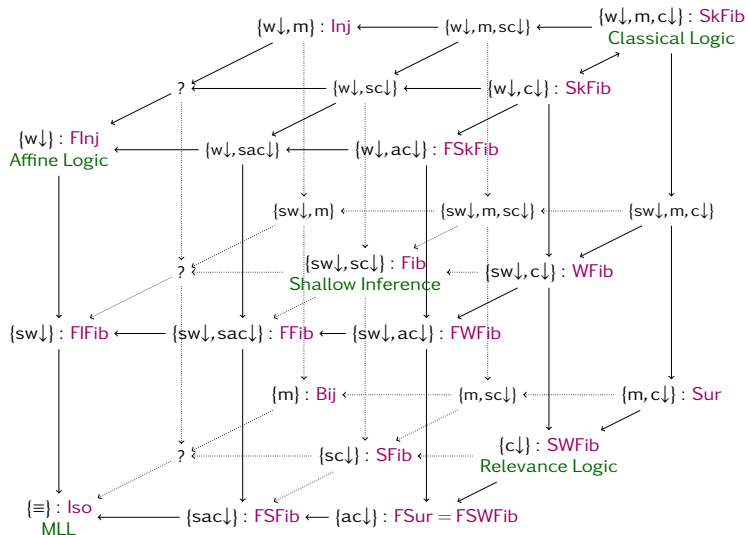 {w↓, m, c↓} : SkFib
{w↓, m} : Inj
{w↓, m, sc↓}
Classical Logic
?
{w↓, sc↓}
{w↓, c↓} : SkFib
{w↓} : FInj
Affine Logic
{w↓, sac↓}
{w↓, ac↓} : FSkFib
{sw↓, m}
{sw↓, m, sc↓}
{sw↓, m, c↓}
{sw↓, sc↓} : Fib
?
{sw↓, c↓} : WFib
Shallow Inference
{sw↓} : FIFib
{sw↓, sac↓} : FFib
{sw↓, ac↓} : FWFib
{m} : Bij
{m, sc↓}
{m, c↓} : Sur
?
{sc↓} : SFib
{c↓} : SWFib
Relevance Logic
{≡} : Iso
MLL
{sac↓} : FSFib
{ac↓} : FSur = FSWFib